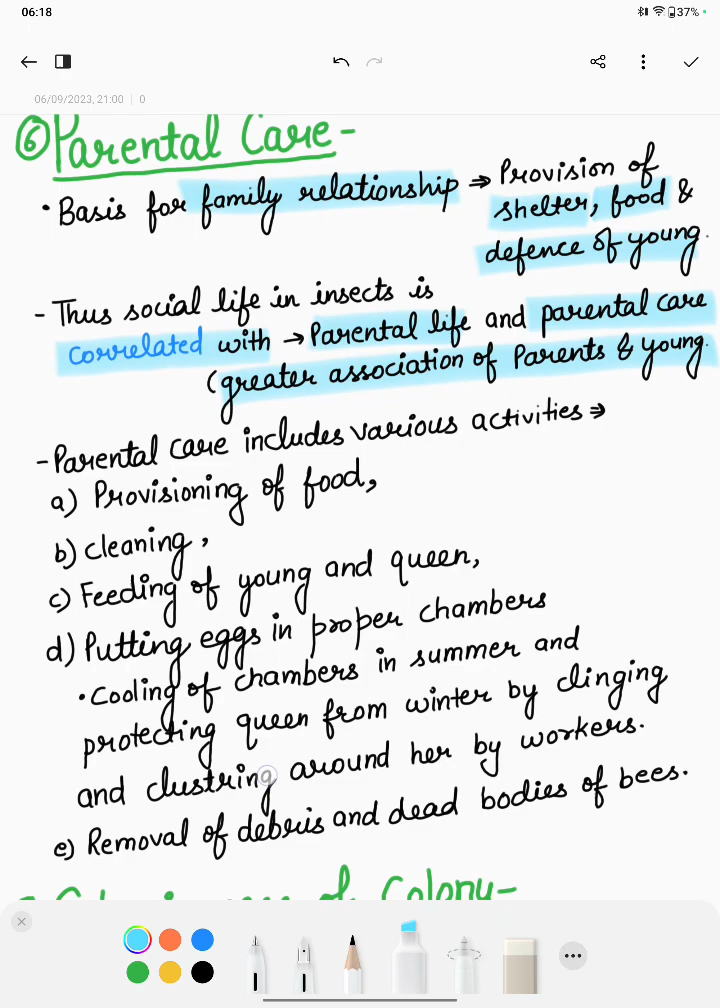 06:18
37%
06/09/2023, 21:00 | 0
⑥ Parental Care-
• Basis for family relationship ⇒ Provision of
shelter, food &
defence of young.
- Thus social life in insects is
correlated with → Parental life and parental care
(greater association of Parents & young.
- Parental care includes various activities ⇒
a) Provisioning of food,
b) cleaning,
c) Feeding of young and queen,
d) Putting eggs in proper chambers
• Cooling of chambers in summer and
protecting queen from winter by clinging
and clustring around her by workers.
e) Removal of debris and dead bodies of bees.
of Colony-